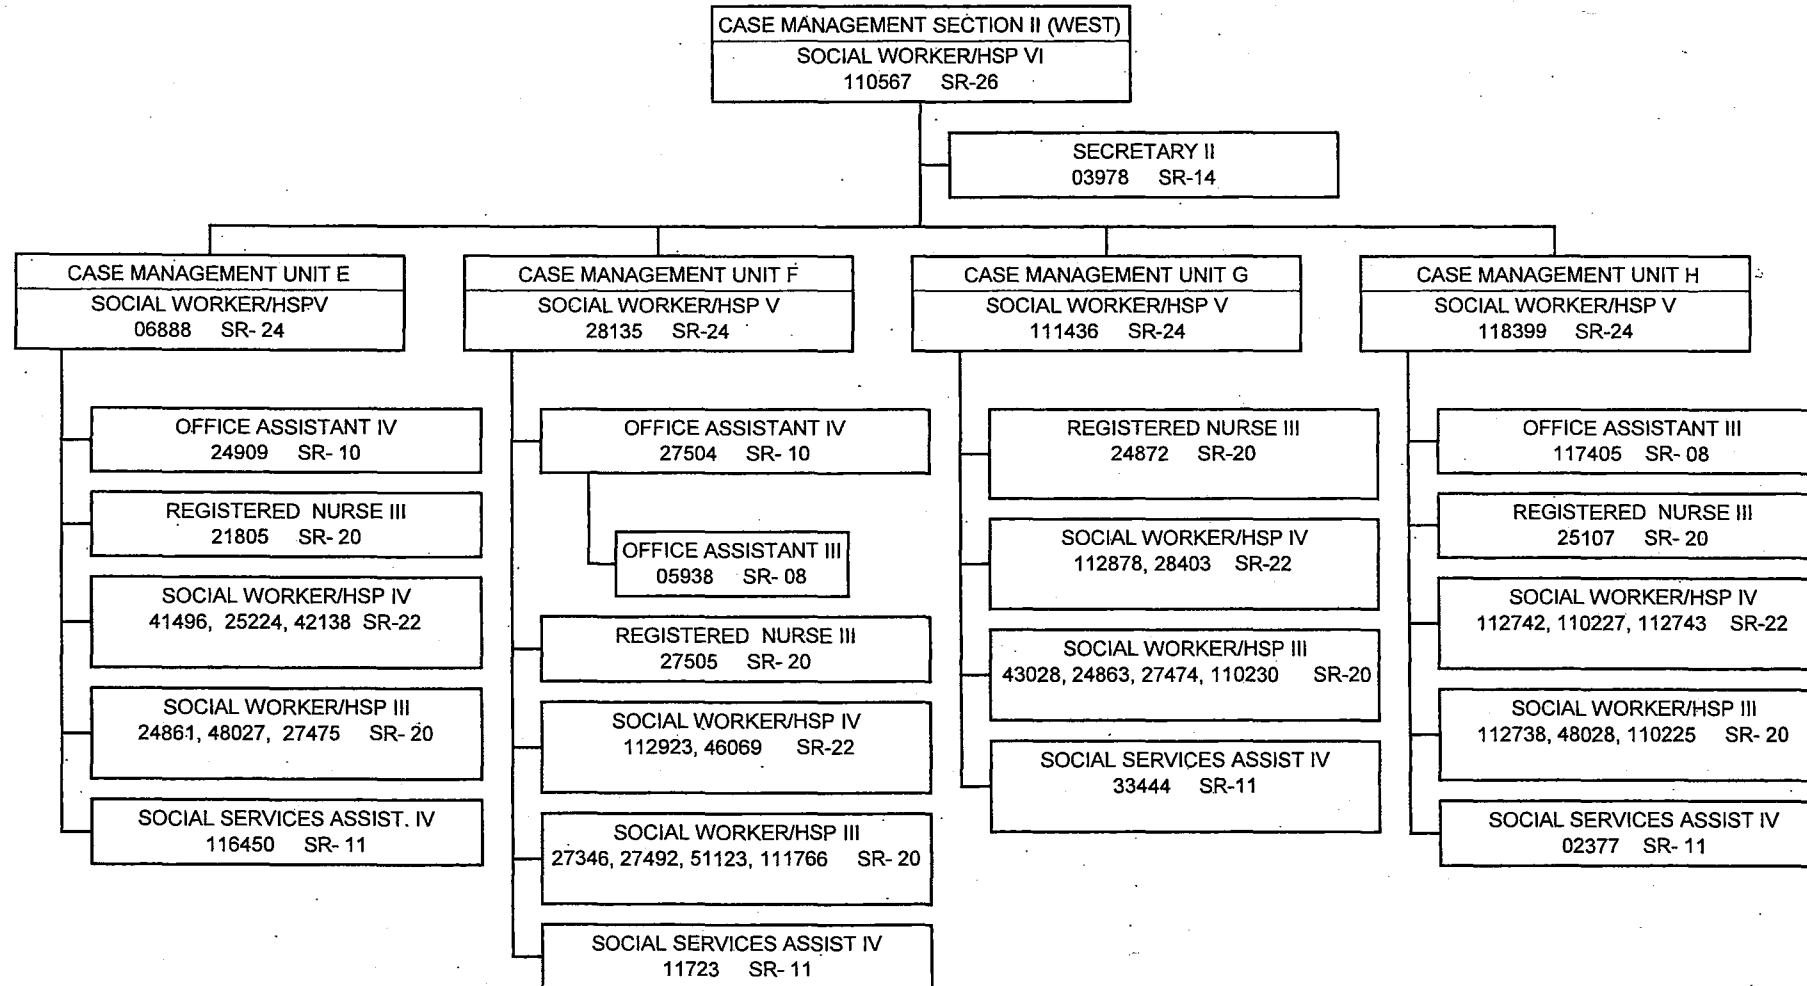 CASE MANAGEMENT SECTION II (WEST)
SOCIAL WORKER/HSP VI
110567 SR-26
SECRETARY II
03978 SR-14
CASE MANAGEMENT UNIT E
SOCIAL WORKER/HSPV
06888 SR- 24
OFFICE ASSISTANT IV
24909 SR- 10
REGISTERED NURSE III
21805 SR- 20
SOCIAL WORKER/HSP IV
41496, 25224, 42138 SR-22
SOCIAL WORKER/HSP III
24861, 48027, 27475 SR- 20
SOCIAL SERVICES ASSIST. IV
116450 SR- 11
CASE MANAGEMENT UNIT F
SOCIAL WORKER/HSP V
28135 SR-24
OFFICE ASSISTANT IV
27504 SR- 10
OFFICE ASSISTANT III
05938 SR- 08
REGISTERED NURSE III
27505 SR- 20
SOCIAL WORKER/HSP IV
112923, 46069 SR-22
SOCIAL WORKER/HSP III
27346, 27492, 51123, 111766 SR- 20
SOCIAL SERVICES ASSIST IV
11723 SR- 11
CASE MANAGEMENT UNIT G
SOCIAL WORKER/HSP V
111436 SR-24
REGISTERED NURSE III
24872 SR-20
SOCIAL WORKER/HSP IV
112878, 28403 SR-22
SOCIAL WORKER/HSP III
43028, 24863, 27474, 110230 SR-20
SOCIAL SERVICES ASSIST IV
33444 SR-11
CASE MANAGEMENT UNIT H
SOCIAL WORKER/HSP V
118399 SR-24
OFFICE ASSISTANT III
117405 SR- 08
REGISTERED NURSE III
25107 SR- 20
SOCIAL WORKER/HSP IV
112742, 110227, 112743 SR-22
SOCIAL WORKER/HSP III
112738, 48028, 110225 SR- 20
SOCIAL SERVICES ASSIST IV
02377 SR- 11